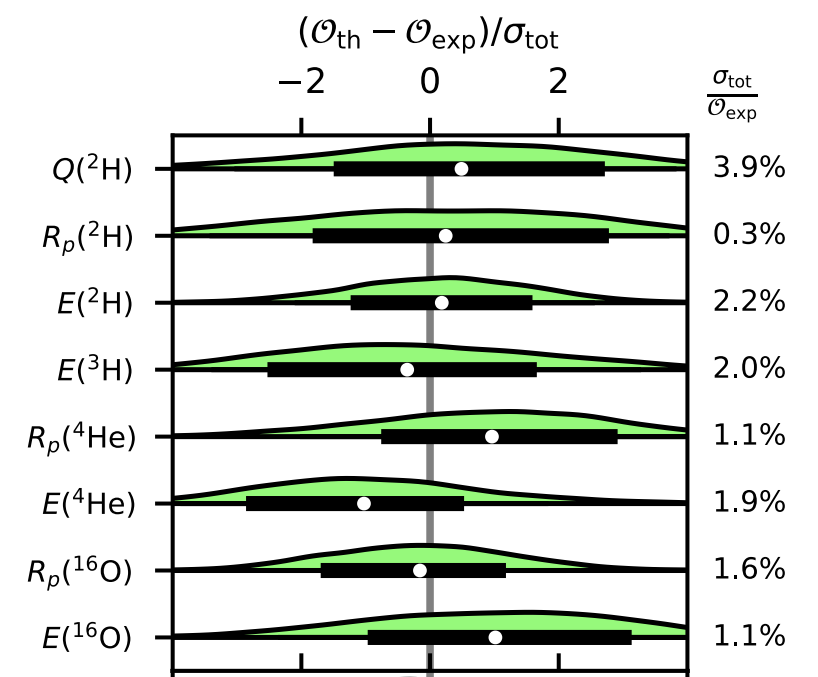 (𝒪th − 𝒪exp)/σtot
−2 0 2
σtot
𝒪exp
Q(²H) 3.9%
Rp(²H) 0.3%
E(²H) 2.2%
E(³H) 2.0%
Rp(⁴He) 1.1%
E(⁴He) 1.9%
Rp(¹⁶O) 1.6%
E(¹⁶O) 1.1%